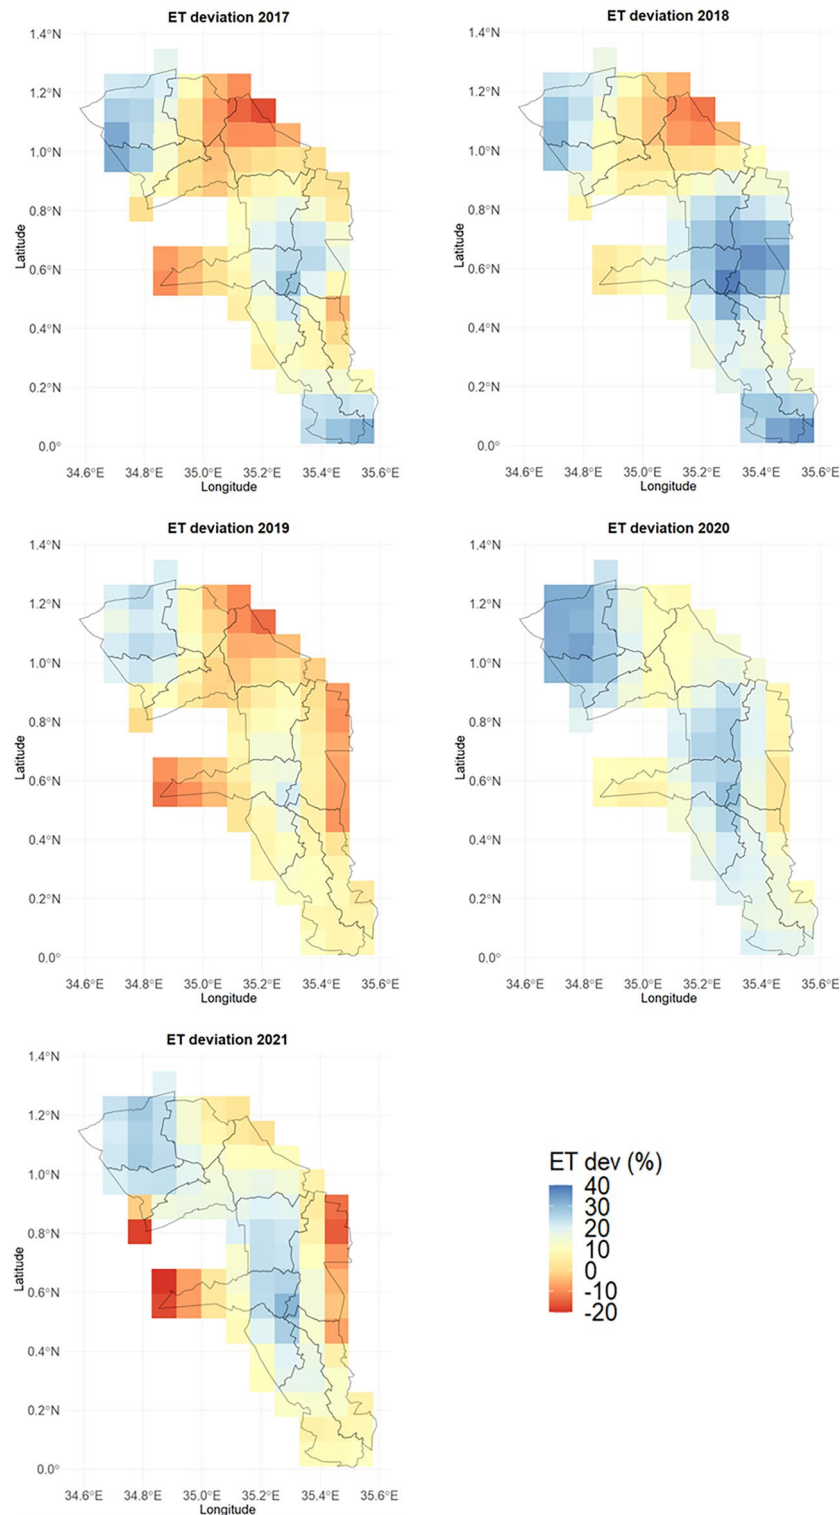 ET deviation 2017
1.4°N
1.2°N
1.0°N
0.8°N
0.6°N
0.4°N
0.2°N
0.0°
Latitude
34.6°E 34.8°E 35.0°E 35.2°E 35.4°E 35.6°E
Longitude
ET deviation 2018
1.4°N
1.2°N
1.0°N
0.8°N
0.6°N
0.4°N
0.2°N
0.0°
Latitude
34.6°E 34.8°E 35.0°E 35.2°E 35.4°E 35.6°E
Longitude
ET deviation 2019
1.4°N
1.2°N
1.0°N
0.8°N
0.6°N
0.4°N
0.2°N
0.0°
Latitude
34.6°E 34.8°E 35.0°E 35.2°E 35.4°E 35.6°E
Longitude
ET deviation 2020
1.4°N
1.2°N
1.0°N
0.8°N
0.6°N
0.4°N
0.2°N
0.0°
Latitude
34.6°E 34.8°E 35.0°E 35.2°E 35.4°E 35.6°E
Longitude
ET deviation 2021
1.4°N
1.2°N
1.0°N
0.8°N
0.6°N
0.4°N
0.2°N
0.0°
Latitude
34.6°E 34.8°E 35.0°E 35.2°E 35.4°E 35.6°E
Longitude
ET dev (%)
40
30
20
10
0
-10
-20